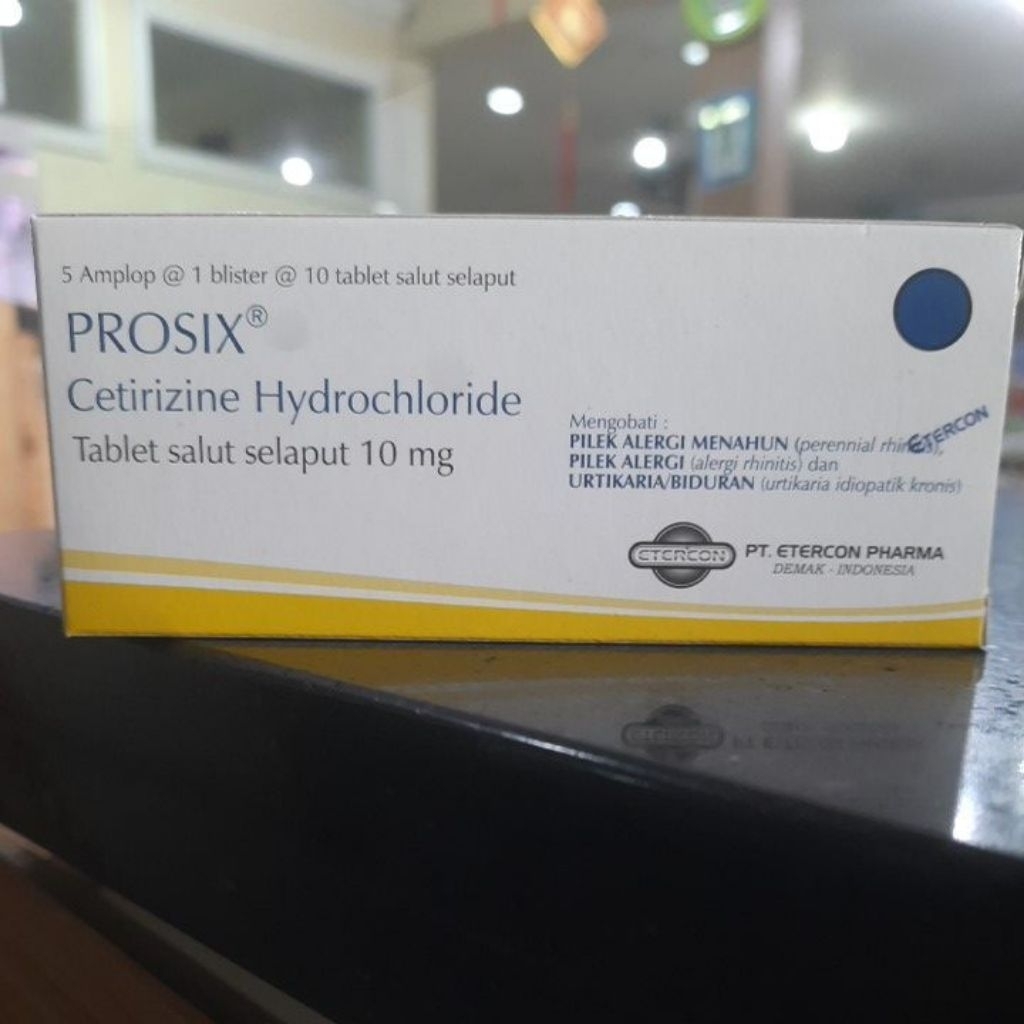 5 Amplop @ 1 blister @ 10 tablet salut selaput
PROSIX®
Cetirizine Hydrochloride
Tablet salut selaput 10 mg
Mengobati :
PILEK ALERGI MENAHUN (perennial
PILEK ALERGI (alergi rhinitis) dan
URTIKARIA/BIDURAN (urtikaria idiopatik kronis)
ETERCON
ETERCON
PT. ETERCON PHARMA
DEMAK - INDONESIA